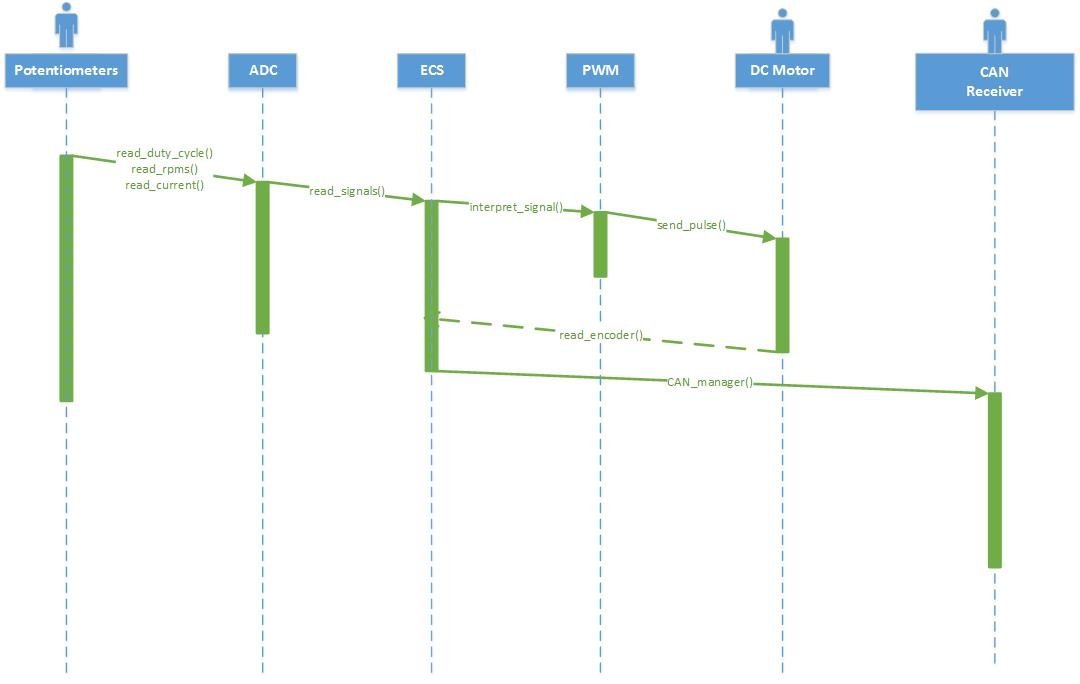 Potentiometers
ADC
ECS
PWM
DC Motor
CAN
Receiver
read_duty_cycle()
read_rpms()
read_current()
read_signals()
interpret_signal()
send_pulse()
read_encoder()
CAN_manager()